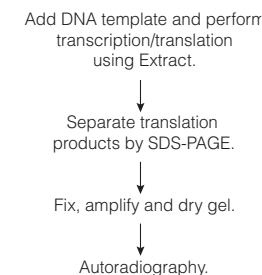 Add DNA template and perform
transcription/translation
using Extract.
Separate translation
products by SDS-PAGE.
Fix, amplify and dry gel.
Autoradiography.